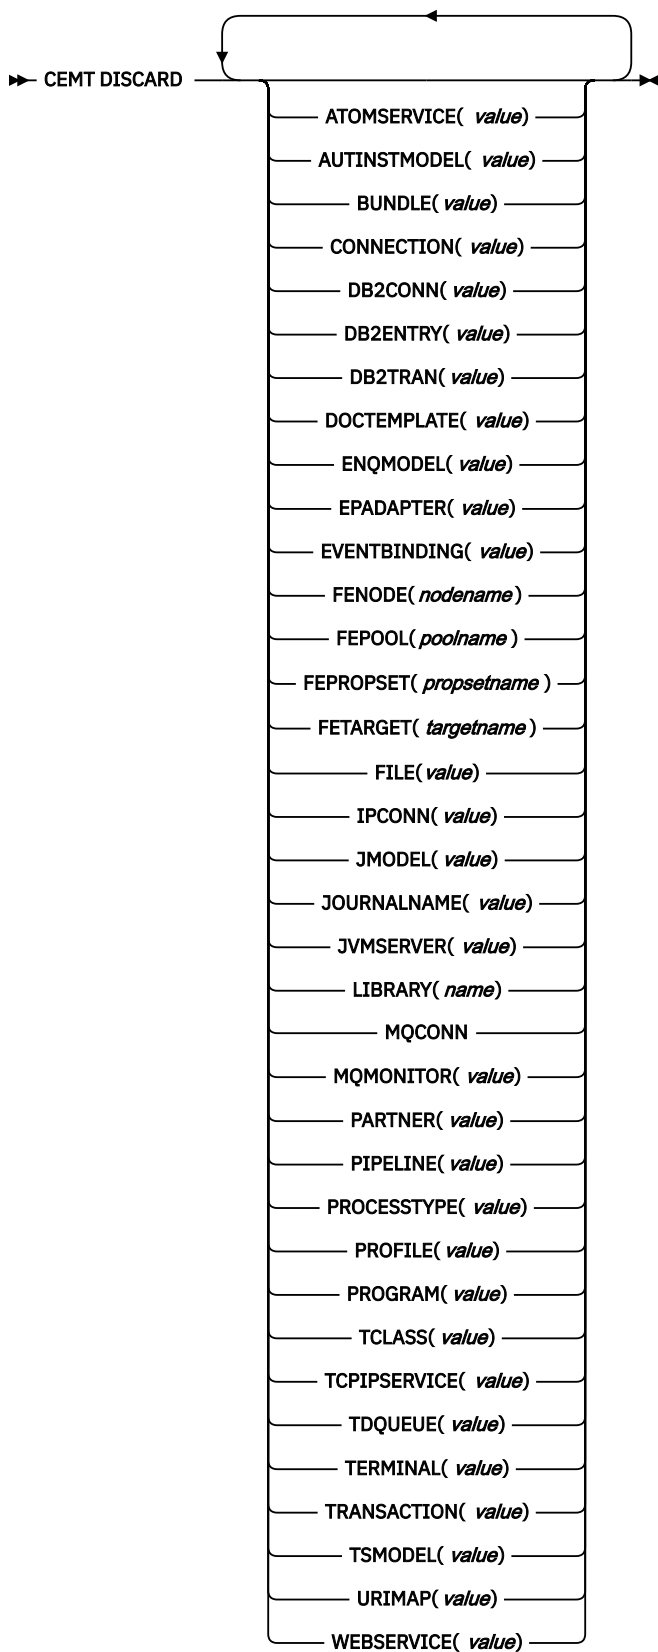 CEMT DISCARD
ATOMSERVICE( value)
AUTINSTMODEL( value)
BUNDLE( value)
CONNECTION( value)
DB2CONN( value)
DB2ENTRY( value)
DB2TRAN( value)
DOCTEMPLATE( value)
ENQMODEL( value)
EPADAPTER( value)
EVENTBINDING( value)
FENODE( nodename )
FEPOOL( poolname )
FEPROPSET( propsetname )
FETARGET( targetname )
FILE( value)
IPCONN( value)
JMODEL( value)
JOURNALNAME( value)
JVMSERVER( value)
LIBRARY( name)
MQCONN
MQMONITOR( value)
PARTNER( value)
PIPELINE( value)
PROCESSTYPE( value)
PROFILE( value)
PROGRAM( value)
TCLASS( value)
TCPIPSERVICE( value)
TDQUEUE( value)
TERMINAL( value)
TRANSACTION( value)
TSMODEL( value)
URIMAP( value)
WEBSERVICE( value)